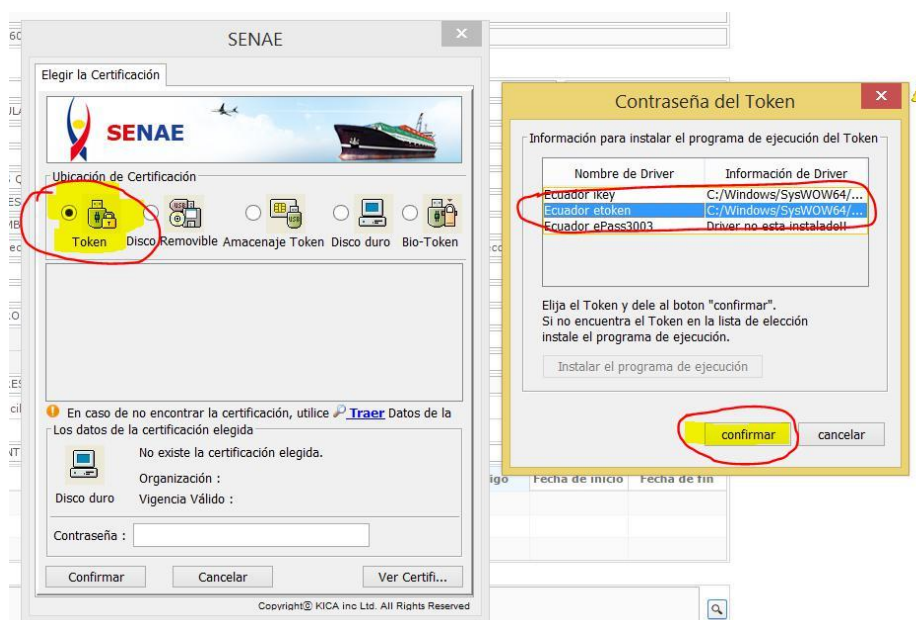 SENAE
Elegir la Certificación
SENAE
Ubicación de Certificación
Token
Disco Removible
Amacenaje Token
Disco duro
Bio-Token
En caso de no encontrar la certificación, utilice Traer Datos de la
Los datos de la certificación elegida
No existe la certificación elegida.
Organización :
Disco duro
Vigencia Válido :
Contraseña :
Confirmar
Cancelar
Ver Certifi...
Copyright© KICA inc Ltd. All Rights Reserved
Contraseña del Token
Información para instalar el programa de ejecución del Token
Nombre de Driver
Información de Driver
Ecuador ikey
C:/Windows/SysWOW64/...
Ecuador etoken
C:/Windows/SysWOW64/...
Ecuador ePass3003
Driver no esta instalado!!
Elija el Token y dele al boton "confirmar".
Si no encuentra el Token en la lista de elección
instale el programa de ejecución.
Instalar el programa de ejecución
confirmar
cancelar
Fecha de inicio
Fecha de fin